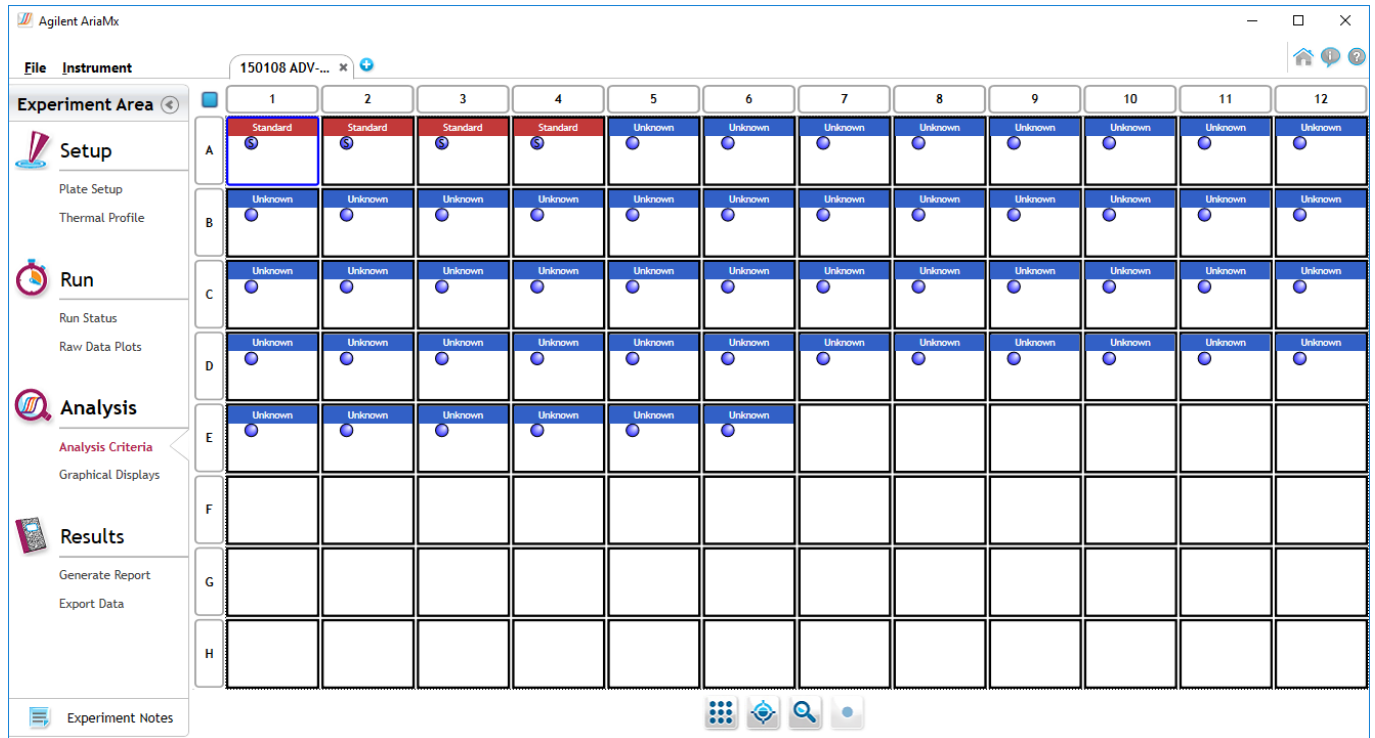 Agilent AriaMx
File Instrument
150108 ADV-...
Experiment Area
1 2 3 4 5 6 7 8 9 10 11 12
Setup
Plate Setup
Thermal Profile
Run
Run Status
Raw Data Plots
Analysis
Analysis Criteria
Graphical Displays
Results
Generate Report
Export Data
Experiment Notes
A
Standard Standard Standard Standard Unknown Unknown Unknown Unknown Unknown Unknown Unknown Unknown
S S S S
B
Unknown Unknown Unknown Unknown Unknown Unknown Unknown Unknown Unknown Unknown Unknown Unknown
C
Unknown Unknown Unknown Unknown Unknown Unknown Unknown Unknown Unknown Unknown Unknown Unknown
D
Unknown Unknown Unknown Unknown Unknown Unknown Unknown Unknown Unknown Unknown Unknown Unknown
E
Unknown Unknown Unknown Unknown Unknown Unknown
F
G
H